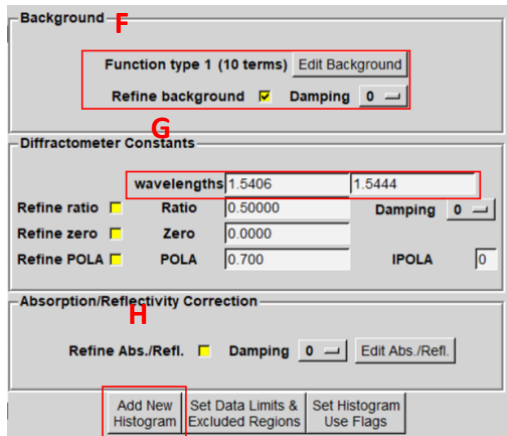 Background F
Function type 1 (10 terms) Edit Background
Refine background Damping 0
G
Diffractometer Constants
wavelengths 1.5406 1.5444
Refine ratio Ratio 0.50000 Damping 0
Refine zero Zero 0.0000
Refine POLA POLA 0.700 IPOLA 0
Absorption/Reflectivity Correction
H
Refine Abs./Refl. Damping 0 Edit Abs./Refl.
Add New Set Data Limits & Set Histogram
Histogram Excluded Regions Use Flags